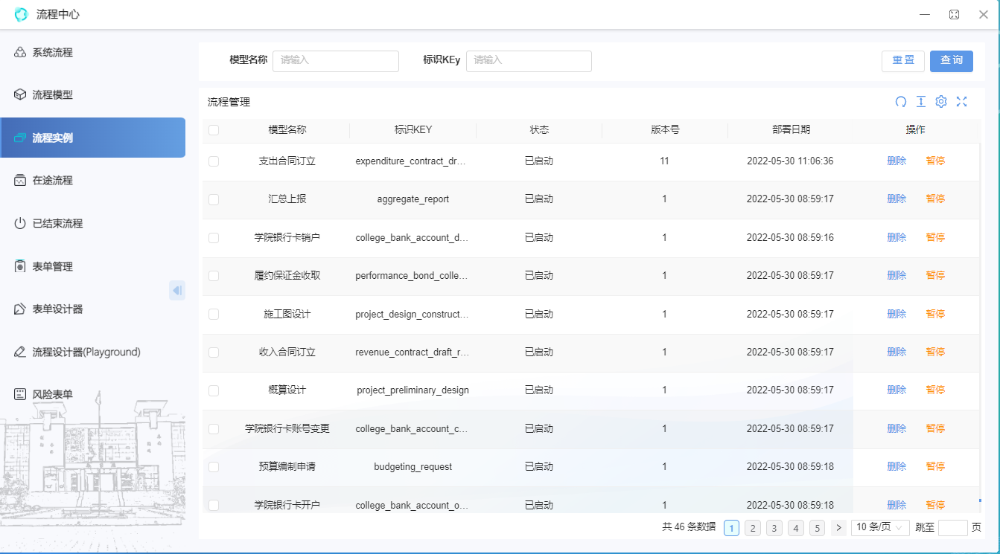 流程中心
系统流程
流程模型
流程实例
在途流程
已结束流程
表单管理
表单设计器
流程设计器(Playground)
风险表单
模型名称 请输入 标识KEy 请输入 重 置 查 询
流程管理
模型名称 标识KEY 状态 版本号 部署日期 操作
支出合同订立 expenditure_contract_dr... 已启动 11 2022-05-30 11:06:36 删除 暂停
汇总上报 aggregate_report 已启动 1 2022-05-30 08:59:17 删除 暂停
学院银行卡销户 college_bank_account_d... 已启动 1 2022-05-30 08:59:16 删除 暂停
履约保证金收取 performance_bond_colle... 已启动 1 2022-05-30 08:59:17 删除 暂停
施工图设计 project_design_construct... 已启动 1 2022-05-30 08:59:17 删除 暂停
收入合同订立 revenue_contract_draft_r... 已启动 1 2022-05-30 08:59:17 删除 暂停
概算设计 project_preliminary_design 已启动 1 2022-05-30 08:59:17 删除 暂停
学院银行卡账号变更 college_bank_account_c... 已启动 1 2022-05-30 08:59:17 删除 暂停
预算编制申请 budgeting_request 已启动 1 2022-05-30 08:59:18 删除 暂停
学院银行卡开户 college_bank_account_o... 已启动 1 2022-05-30 08:59:18 删除 暂停
共 46 条数据 1 2 3 4 5 > 10 条/页 跳至 页